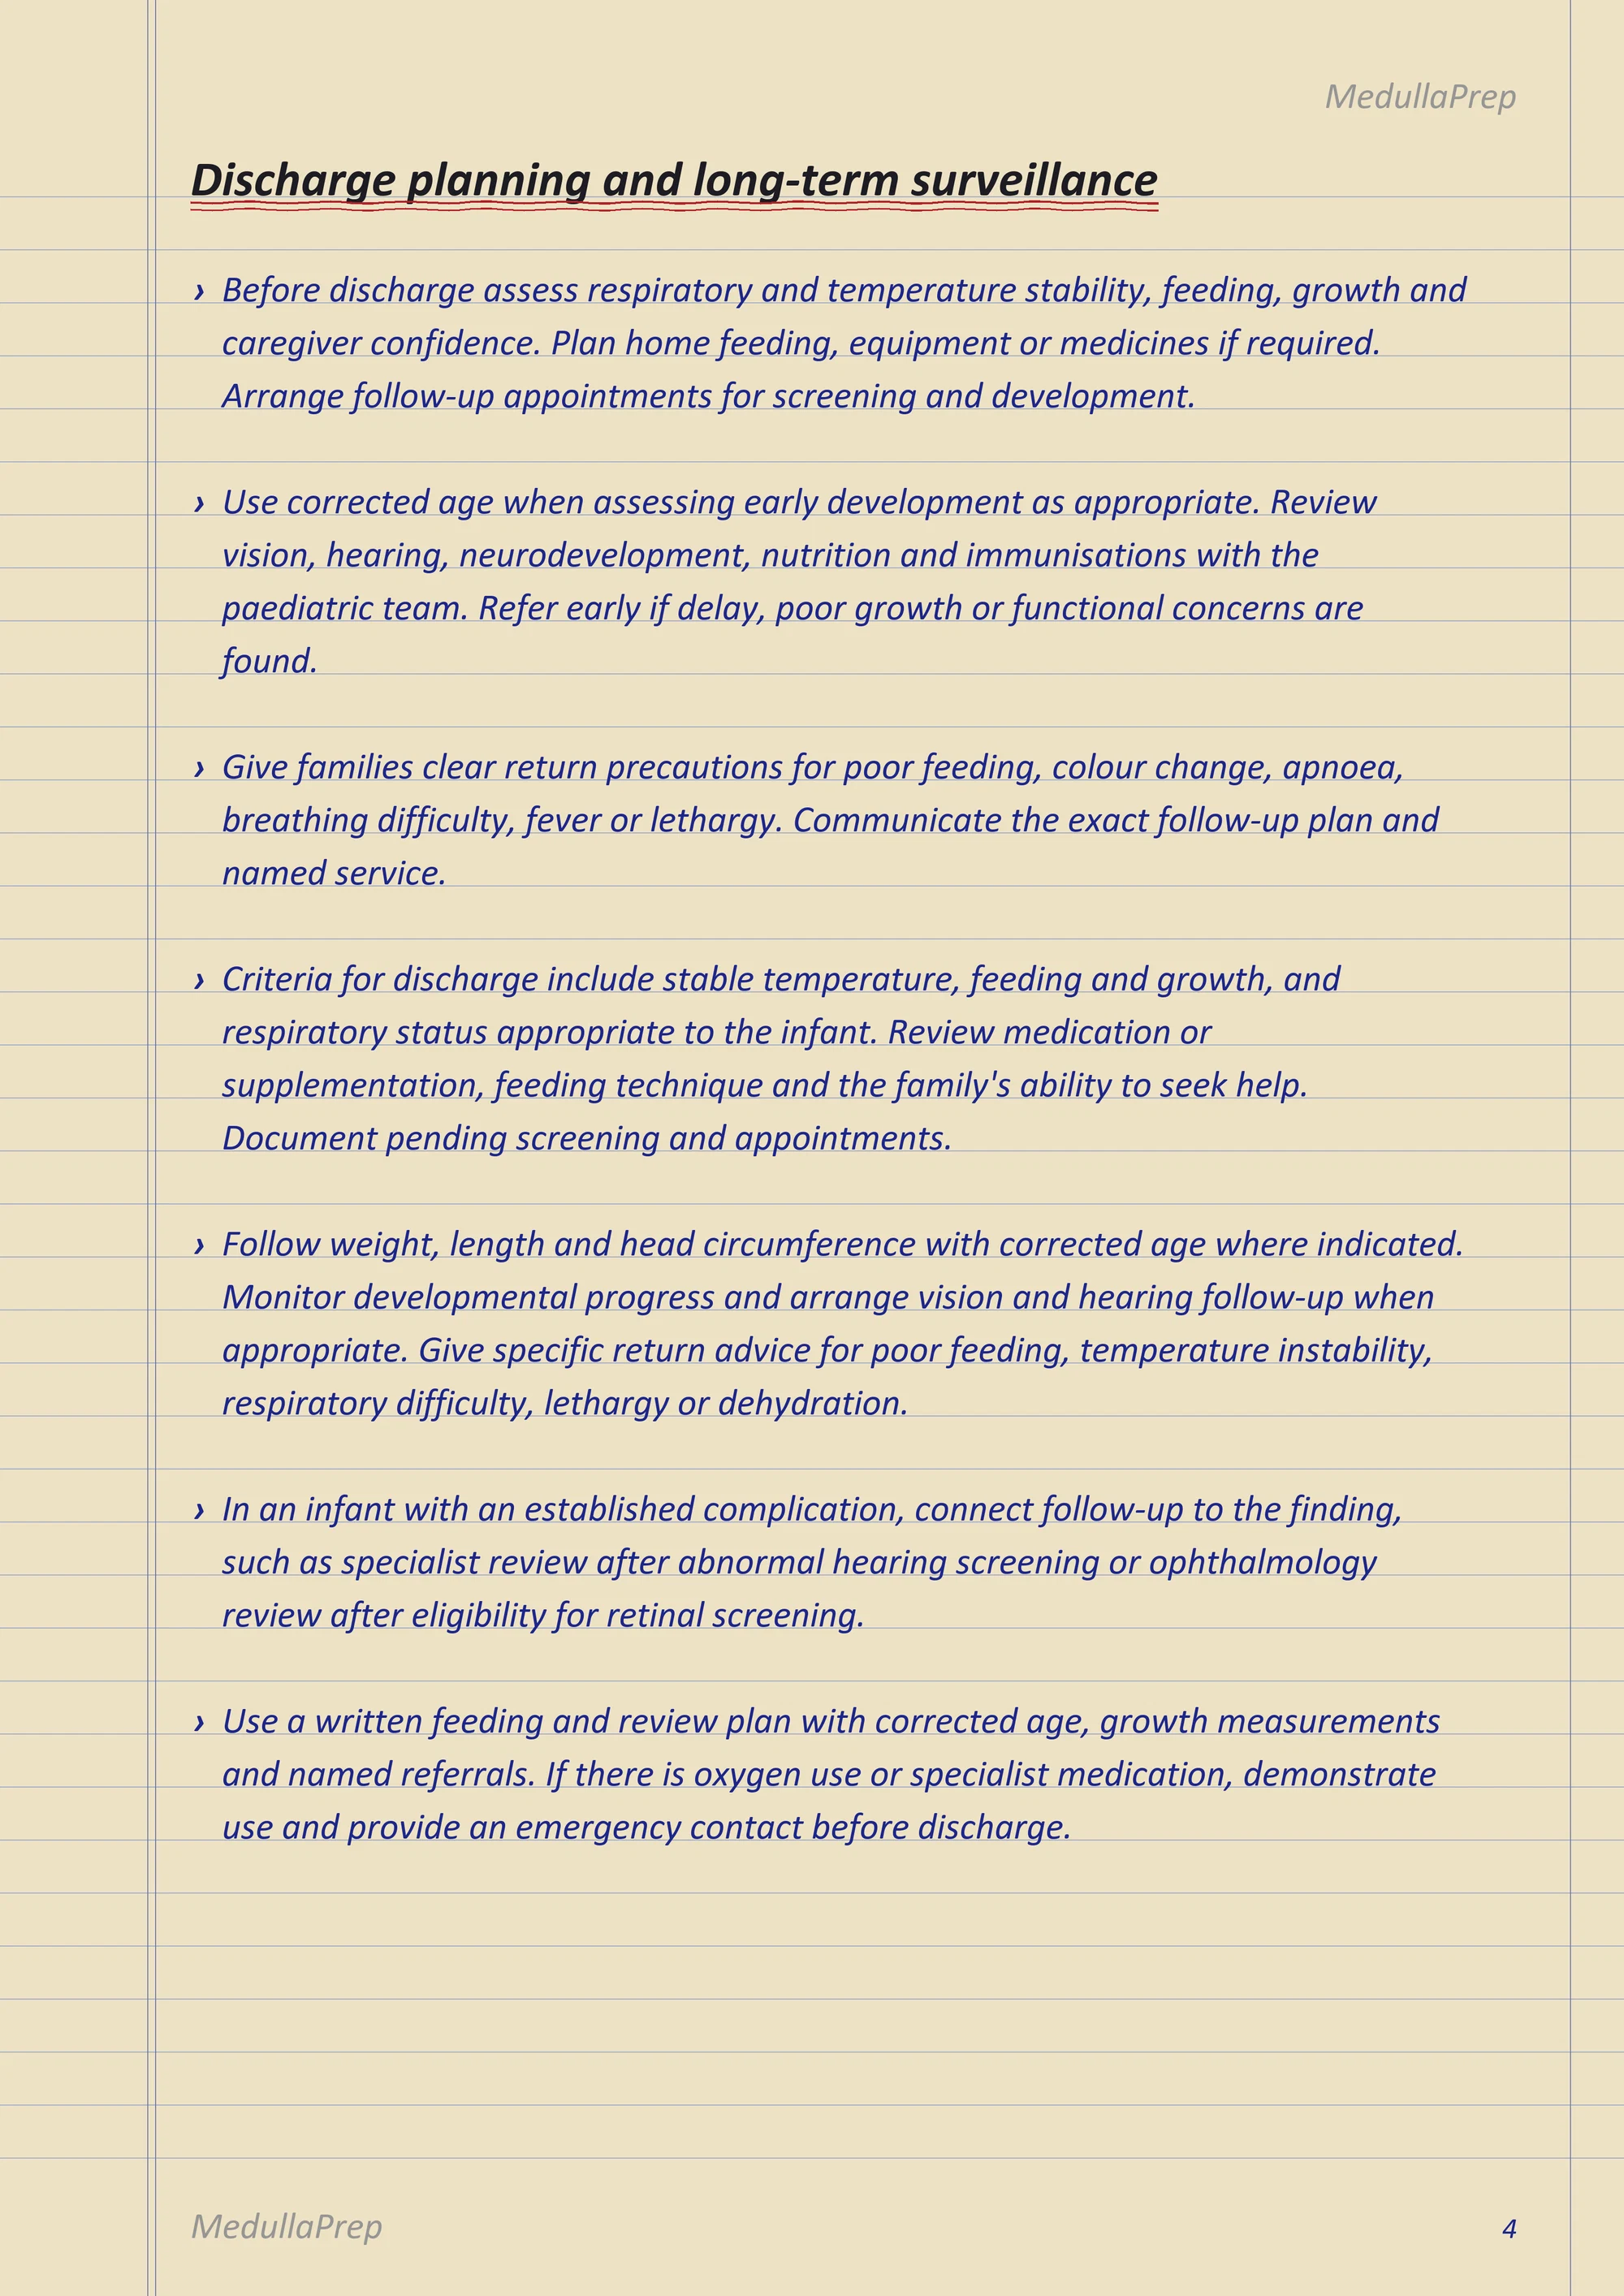 MedullaPrep
Discharge planning and long-term surveillance
› Before discharge assess respiratory and temperature stability, feeding, growth and
caregiver confidence. Plan home feeding, equipment or medicines if required.
Arrange follow-up appointments for screening and development.
› Use corrected age when assessing early development as appropriate. Review
vision, hearing, neurodevelopment, nutrition and immunisations with the
paediatric team. Refer early if delay, poor growth or functional concerns are
found.
› Give families clear return precautions for poor feeding, colour change, apnoea,
breathing difficulty, fever or lethargy. Communicate the exact follow-up plan and
named service.
› Criteria for discharge include stable temperature, feeding and growth, and
respiratory status appropriate to the infant. Review medication or
supplementation, feeding technique and the family's ability to seek help.
Document pending screening and appointments.
› Follow weight, length and head circumference with corrected age where indicated.
Monitor developmental progress and arrange vision and hearing follow-up when
appropriate. Give specific return advice for poor feeding, temperature instability,
respiratory difficulty, lethargy or dehydration.
› In an infant with an established complication, connect follow-up to the finding,
such as specialist review after abnormal hearing screening or ophthalmology
review after eligibility for retinal screening.
› Use a written feeding and review plan with corrected age, growth measurements
and named referrals. If there is oxygen use or specialist medication, demonstrate
use and provide an emergency contact before discharge.
MedullaPrep
4